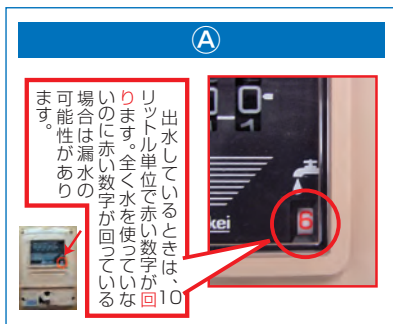 Ⓐ
出水しているときは、10
リットル単位で赤い数字が回
ります。全く水を使っていな
いのに赤い数字が回っている
場合は漏水の
可能性があり
ます。
0
kei
6